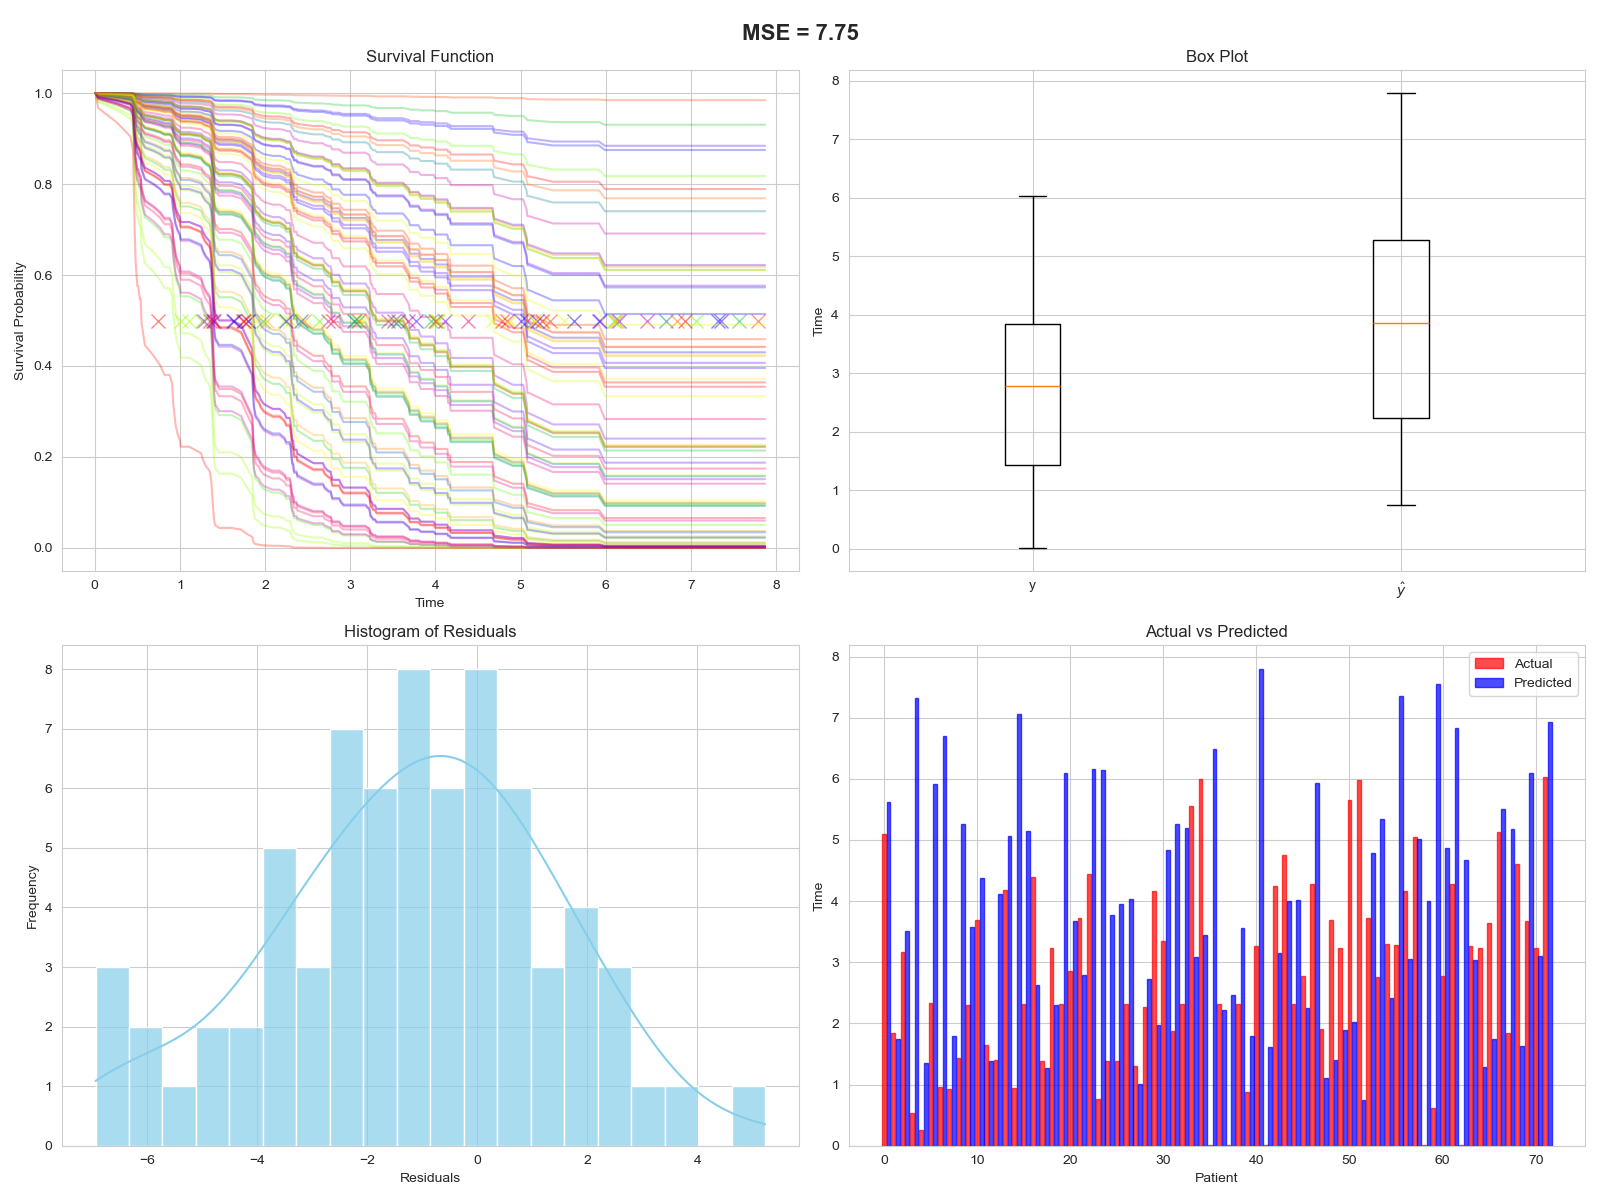 MSE = 7.75
Survival Function
Survival Probability
1.0
0.8
0.6
0.4
0.2
0.0
0 1 2 3 4 5 6 7 8
Time
Box Plot
Time
8
7
6
5
4
3
2
1
0
y ŷ
Histogram of Residuals
Frequency
8
7
6
5
4
3
2
1
0
−6 −4 −2 0 2 4
Residuals
Actual vs Predicted
Time
8
7
6
5
4
3
2
1
0
Actual
Predicted
0 10 20 30 40 50 60 70
Patient